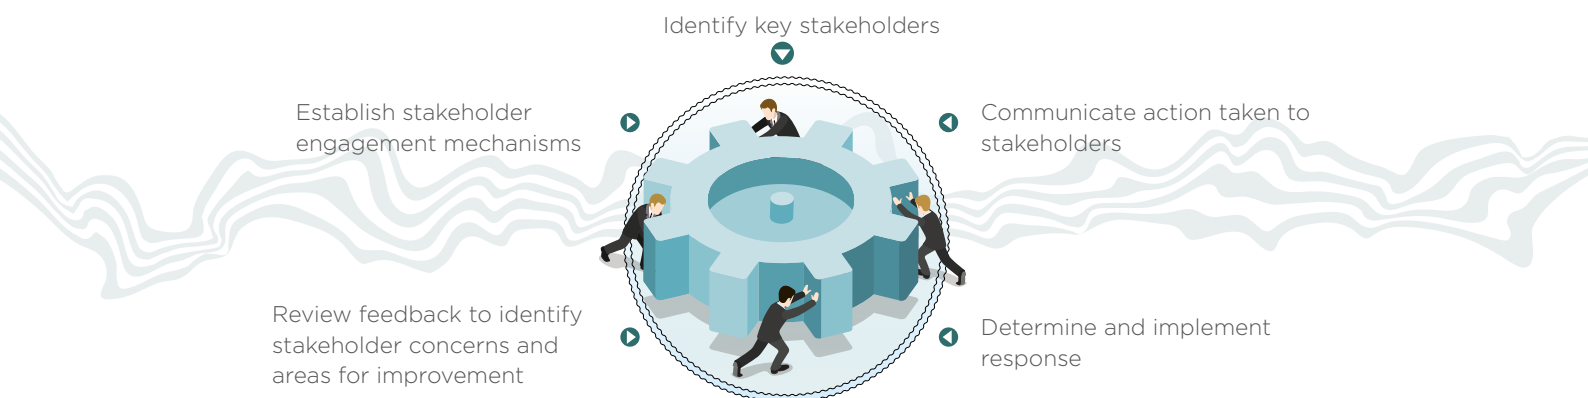 Identify key stakeholders
Establish stakeholder
engagement mechanisms
Communicate action taken to
stakeholders
Review feedback to identify
stakeholder concerns and
areas for improvement
Determine and implement
response